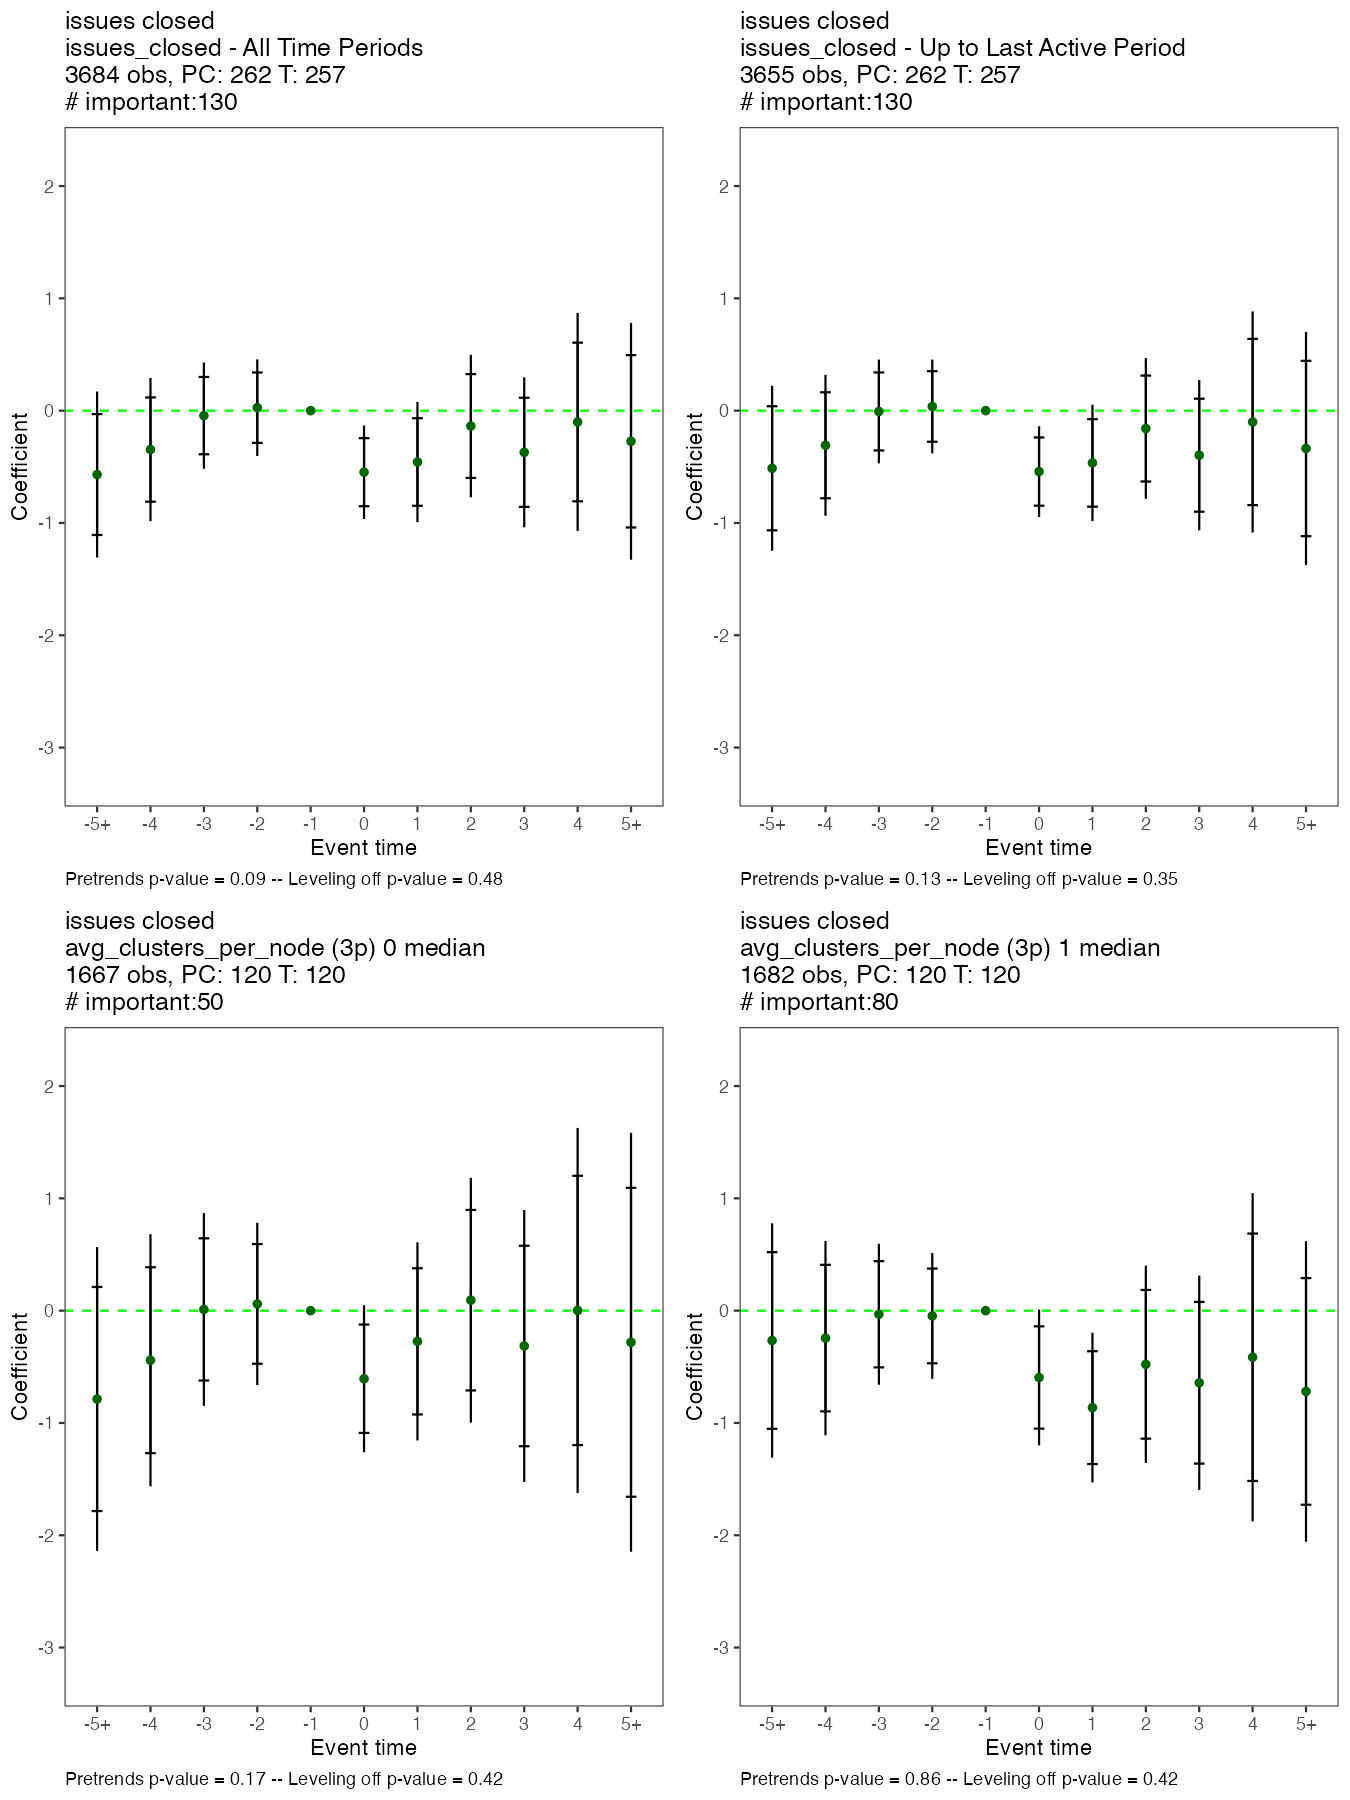 issues closed
issues_closed - All Time Periods
3684 obs, PC: 262 T: 257
# important:130
2
1
0
-1
-2
-3
Coefficient
-5+ -4 -3 -2 -1 0 1 2 3 4 5+
Event time
Pretrends p-value = 0.09 -- Leveling off p-value = 0.48
issues closed
issues_closed - Up to Last Active Period
3655 obs, PC: 262 T: 257
# important:130
2
1
0
-1
-2
-3
Coefficient
-5+ -4 -3 -2 -1 0 1 2 3 4 5+
Event time
Pretrends p-value = 0.13 -- Leveling off p-value = 0.35
issues closed
avg_clusters_per_node (3p) 0 median
1667 obs, PC: 120 T: 120
# important:50
2
1
0
-1
-2
-3
Coefficient
-5+ -4 -3 -2 -1 0 1 2 3 4 5+
Event time
Pretrends p-value = 0.17 -- Leveling off p-value = 0.42
issues closed
avg_clusters_per_node (3p) 1 median
1682 obs, PC: 120 T: 120
# important:80
2
1
0
-1
-2
-3
Coefficient
-5+ -4 -3 -2 -1 0 1 2 3 4 5+
Event time
Pretrends p-value = 0.86 -- Leveling off p-value = 0.42